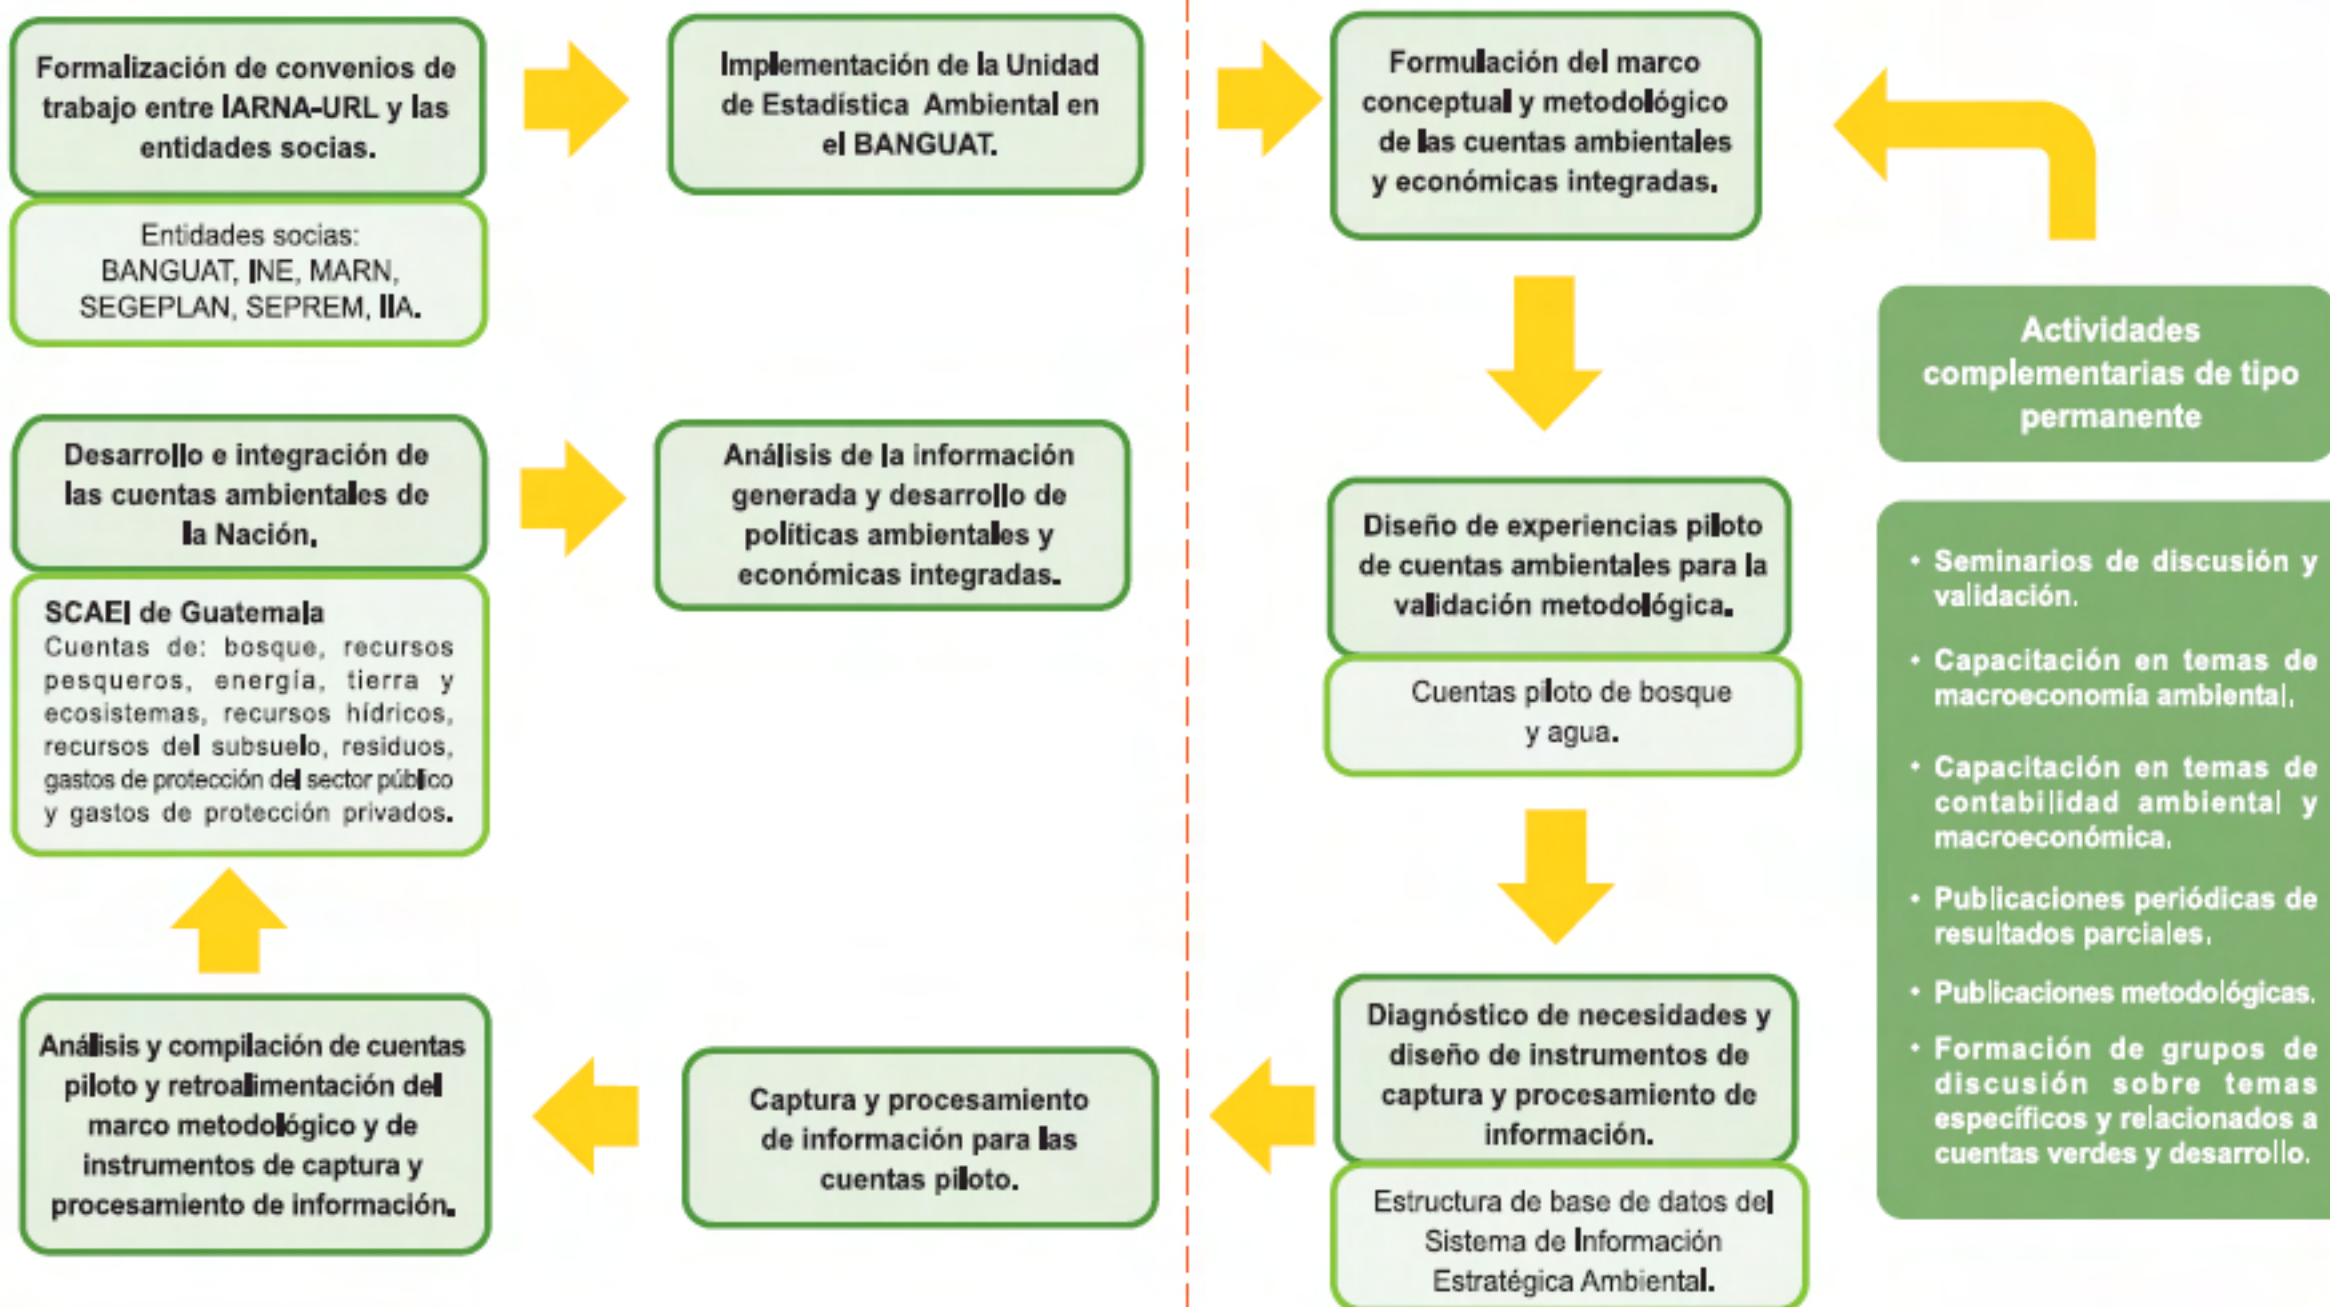 Formalización de convenios de
trabajo entre IARNA-URL y las
entidades socias.
Entidades socias:
BANGUAT, INE, MARN,
SEGEPLAN, SEPREM, IIA.
Implementación de la Unidad
de Estadística Ambiental en
el BANGUAT.
Formulación del marco
conceptual y metodológico
de las cuentas ambientales
y económicas integradas.
Diseño de experiencias piloto
de cuentas ambientales para la
validación metodológica.
Cuentas piloto de bosque
y agua.
Diagnóstico de necesidades y
diseño de instrumentos de
captura y procesamiento de
información.
Estructura de base de datos del
Sistema de Información
Estratégica Ambiental.
Captura y procesamiento
de información para las
cuentas piloto.
Análisis y compilación de cuentas
piloto y retroalimentación del
marco metodológico y de
instrumentos de captura y
procesamiento de información.
Desarrollo e integración de
las cuentas ambientales de
la Nación.
SCAEI de Guatemala
Cuentas de: bosque, recursos
pesqueros, energía, tierra y
ecosistemas, recursos hídricos,
recursos del subsuelo, residuos,
gastos de protección del sector público
y gastos de protección privados.
Análisis de la información
generada y desarrollo de
políticas ambientales y
económicas integradas.
Actividades
complementarias de tipo
permanente
• Seminarios de discusión y
validación.
• Capacitación en temas de
macroeconomía ambiental.
• Capacitación en temas de
contabilidad ambiental y
macroeconómica.
• Publicaciones periódicas de
resultados parciales.
• Publicaciones metodológicas.
• Formación de grupos de
discusión sobre temas
específicos y relacionados a
cuentas verdes y desarrollo.